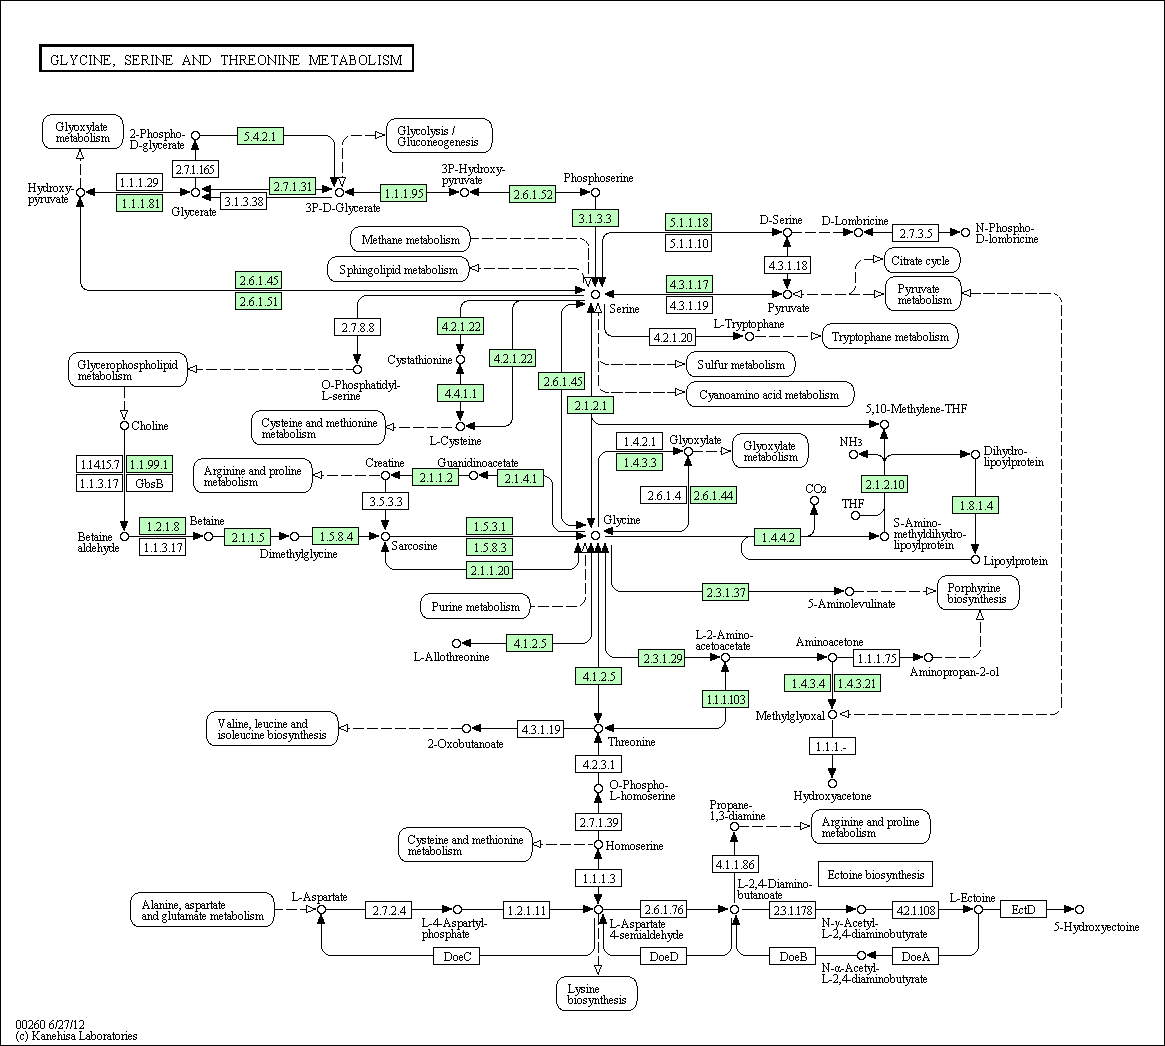 GLYCINE, SERINE AND THREONINE METABOLISM
Glyoxylate
metabolism
2-Phospho-
D-glycerate
5.4.2.1
Glycolysis /
Gluconeogenesis
2.7.1.165
Hydroxy-
pyruvate
1.1.1.29
1.1.1.81
Glycerate
2.7.1.31
3.1.3.38
3P-D-Glycerate
1.1.1.95
3P-Hydroxy-
pyruvate
2.6.1.52
Phosphoserine
3.1.3.3
Methane metabolism
Sphingolipid metabolism
5.1.1.18
5.1.1.10
D-Serine
D-Lombricine
2.7.3.5
N-Phospho-
D-lombricine
4.3.1.18
Citrate cycle
2.6.1.45
2.6.1.51
Serine
4.3.1.17
4.3.1.19
Pyruvate
Pyruvate
metabolism
2.7.8.8
4.2.1.22
4.2.1.20
L-Tryptophane
Tryptophane metabolism
Glycerophospholipid
metabolism
O-Phosphatidyl-
L-serine
Cystathionine
4.2.1.22
Sulfur metabolism
4.4.1.1
2.6.1.45
2.1.2.1
Cyanoamino acid metabolism
Choline
Cysteine and methionine
metabolism
L-Cysteine
5,10-Methylene-THF
1.14.15.7
1.1.99.1
1.1.3.17
GbsB
Arginine and proline
metabolism
Creatine
Guanidinoacetate
2.1.1.2
2.1.4.1
1.4.2.1
1.4.3.3
Glyoxylate
Glyoxylate
metabolism
NH3
Dihydro-
lipoylprotein
3.5.3.3
2.6.1.4
2.6.1.44
CO2
THF
2.1.2.10
1.8.1.4
Betaine
aldehyde
1.2.1.8
1.1.3.17
Betaine
2.1.1.5
Dimethylglycine
1.5.8.4
Sarcosine
1.5.3.1
1.5.8.3
2.1.1.20
Glycine
1.4.4.2
S-Amino-
methyldihydro-
lipoylprotein
Lipoylprotein
Purine metabolism
2.3.1.37
5-Aminolevulinate
Porphyrine
biosynthesis
L-Allothreonine
4.1.2.5
2.3.1.29
L-2-Amino-
acetoacetate
Aminoacetone
1.1.1.75
Aminopropan-2-ol
4.1.2.5
1.1.1.103
1.4.3.4
1.4.3.21
Methylglyoxal
Valine, leucine and
isoleucine biosynthesis
2-Oxobutanoate
4.3.1.19
Threonine
1.1.1.-
4.2.3.1
Hydroxyacetone
O-Phospho-
L-homoserine
2.7.1.39
Propane-
1,3-diamine
Arginine and proline
metabolism
Cysteine and methionine
metabolism
Homoserine
4.1.1.86
Ectoine biosynthesis
1.1.1.3
Alanine, aspartate
and glutamate metabolism
L-Aspartate
2.7.2.4
L-4-Aspartyl-
phosphate
1.2.1.11
L-Aspartate
4-semialdehyde
2.6.1.76
L-2,4-Diamino-
butanoate
2.3.1.178
N-γ-Acetyl-
L-2,4-diaminobutyrate
4.2.1.108
L-Ectoine
EctD
5-Hydroxyectoine
DoeC
DoeD
DoeB
N-α-Acetyl-
L-2,4-diaminobutyrate
DoeA
Lysine
biosynthesis
00260 6/27/12
(c) Kanehisa Laboratories